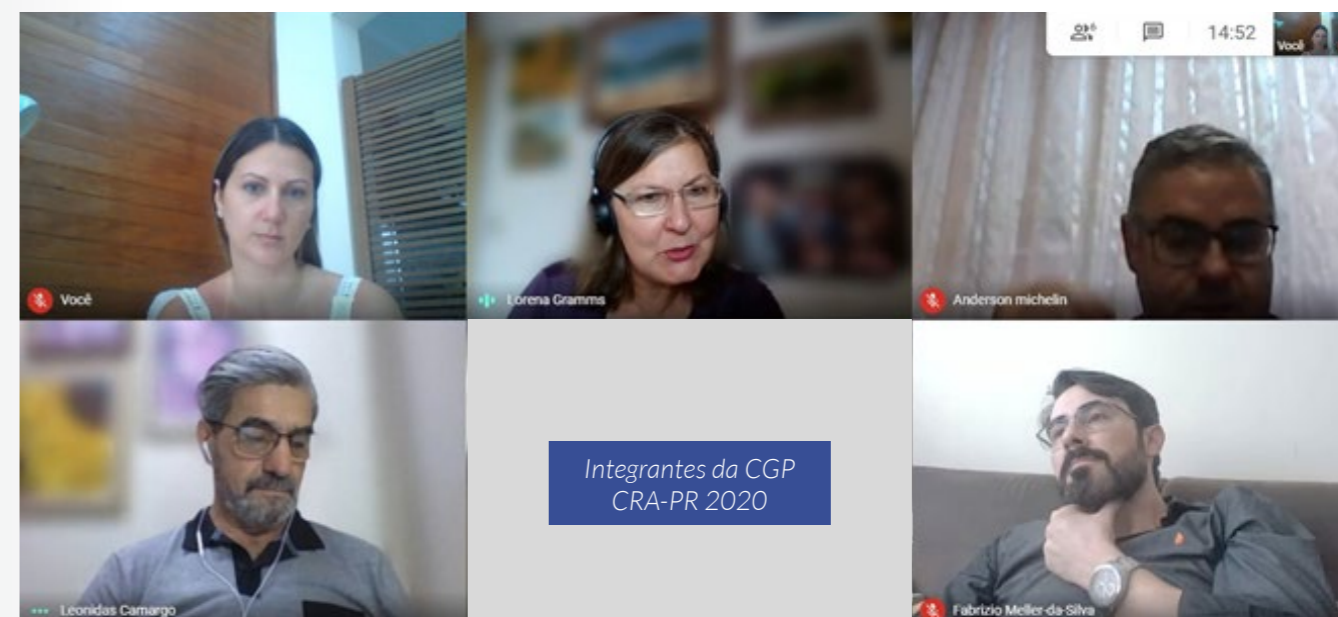 14:52
Você
Você
Lorena Gramms
Anderson michelin
Integrantes da CGP
CRA-PR 2020
Leonidas Camargo
Fabrizio Meller-da-Silva